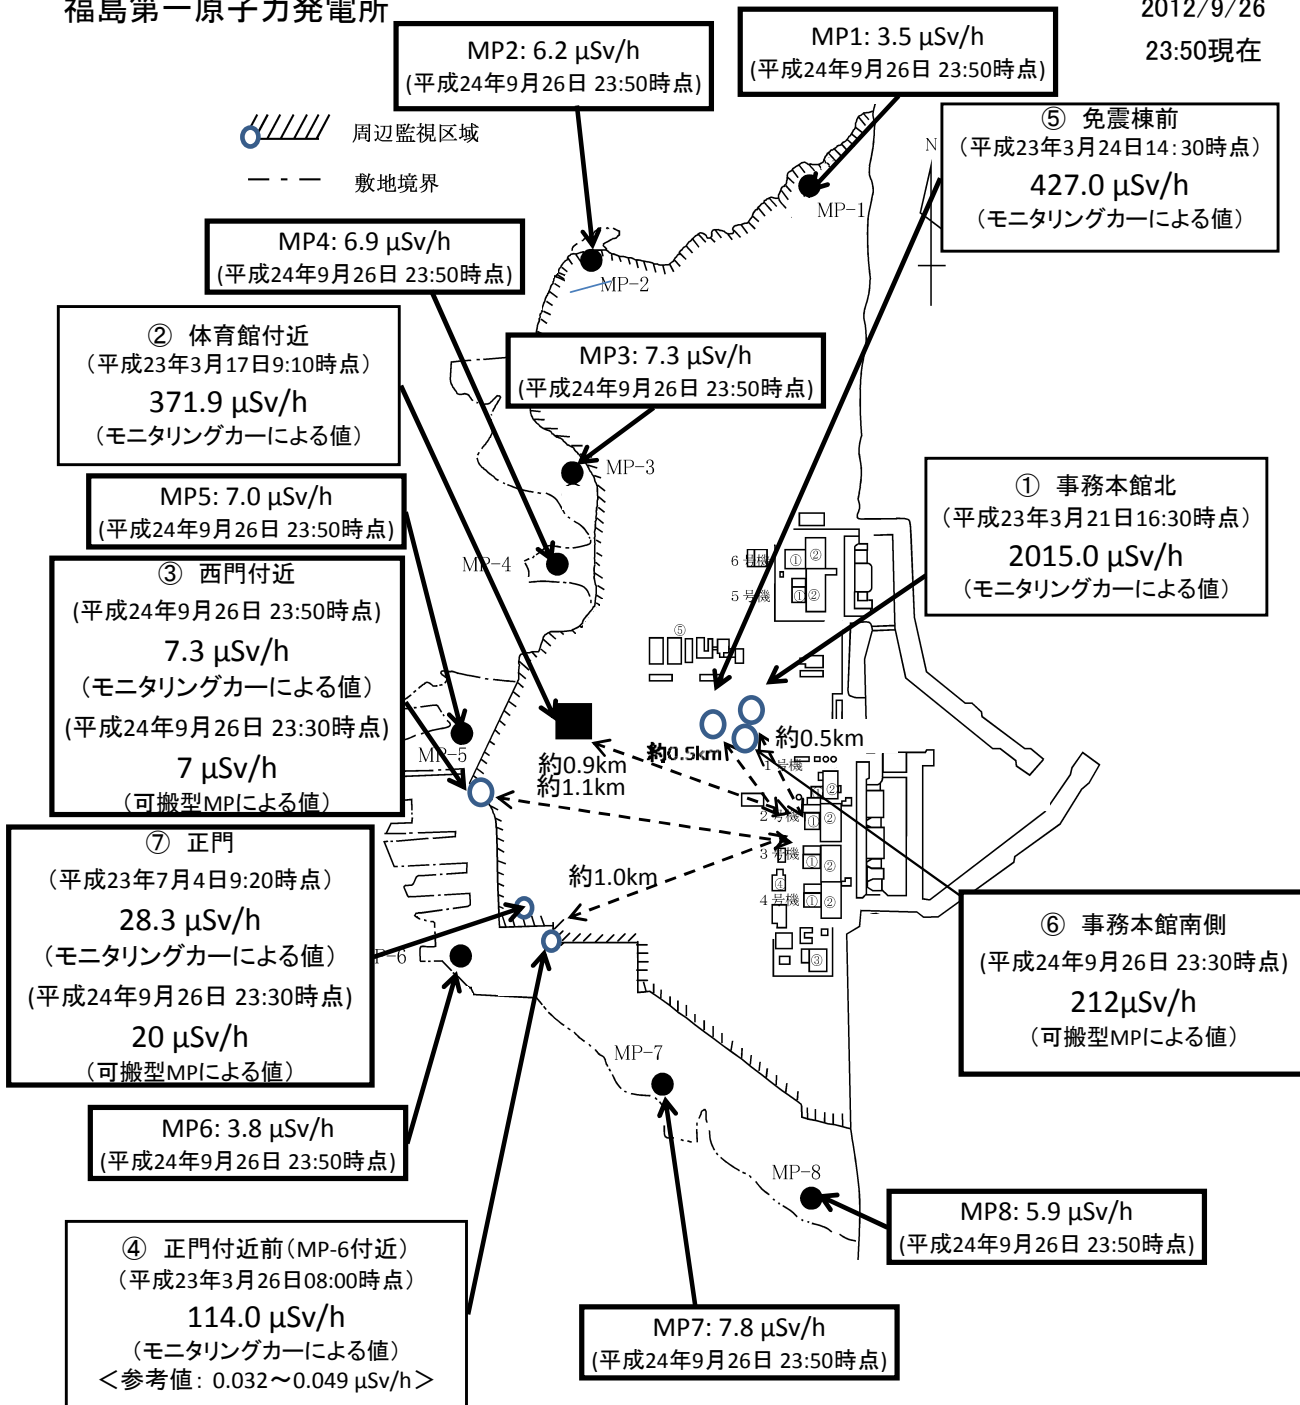 福島第一原子力発電所
2012/9/26
23:50現在
MP2: 6.2 μSv/h
(平成24年9月26日 23:50時点)
MP1: 3.5 μSv/h
(平成24年9月26日 23:50時点)
周辺監視区域
敷地境界
⑤ 免震棟前
(平成23年3月24日14:30時点)
427.0 μSv/h
(モニタリングカーによる値)
N
MP-1
MP4: 6.9 μSv/h
(平成24年9月26日 23:50時点)
MP-2
② 体育館付近
(平成23年3月17日9:10時点)
371.9 μSv/h
(モニタリングカーによる値)
MP3: 7.3 μSv/h
(平成24年9月26日 23:50時点)
MP-3
MP5: 7.0 μSv/h
(平成24年9月26日 23:50時点)
① 事務本館北
(平成23年3月21日16:30時点)
2015.0 μSv/h
(モニタリングカーによる値)
MP-4
6号機
①
②
5号機
①
②
③ 西門付近
(平成24年9月26日 23:50時点)
7.3 μSv/h
(モニタリングカーによる値)
(平成24年9月26日 23:30時点)
7 μSv/h
(可搬型MPによる値)
⑤
MP-5
約0.9km
約1.1km
約0.5km
約0.5km
1号機
②
2号機
①
②
3号機
①
②
④
4号機
①
②
③
約1.0km
⑦ 正門
(平成23年7月4日9:20時点)
28.3 μSv/h
(モニタリングカーによる値)
(平成24年9月26日 23:30時点)
20 μSv/h
(可搬型MPによる値)
P-6
⑥ 事務本館南側
(平成24年9月26日 23:30時点)
212μSv/h
(可搬型MPによる値)
MP-7
MP6: 3.8 μSv/h
(平成24年9月26日 23:50時点)
MP-8
MP8: 5.9 μSv/h
(平成24年9月26日 23:50時点)
④ 正門付近前(MP-6付近)
(平成23年3月26日08:00時点)
114.0 μSv/h
(モニタリングカーによる値)
＜参考値: 0.032～0.049 μSv/h＞
MP7: 7.8 μSv/h
(平成24年9月26日 23:50時点)